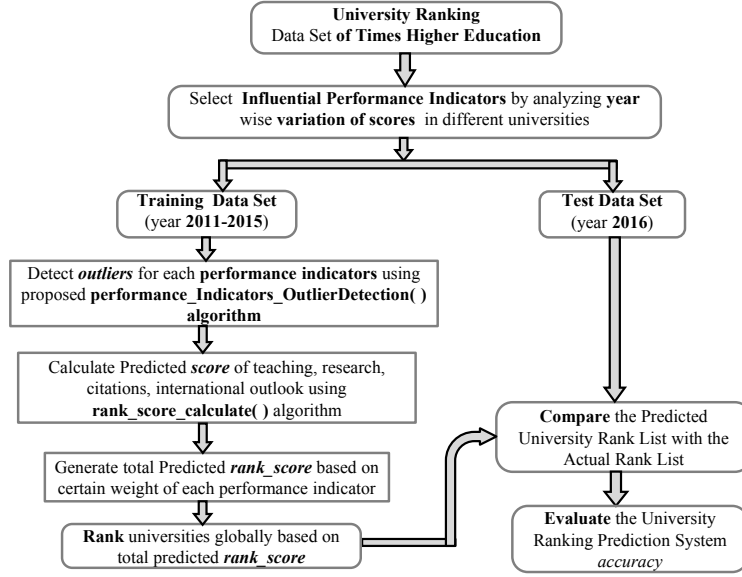 University Ranking
Data Set of Times Higher Education
Select Influential Performance Indicators by analyzing year
wise variation of scores in different universities
Training Data Set
(year 2011-2015)
Test Data Set
(year 2016)
Detect outliers for each performance indicators using
proposed performance_Indicators_OutlierDetection( )
algorithm
Calculate Predicted score of teaching, research,
citations, international outlook using
rank_score_calculate( ) algorithm
Generate total Predicted rank_score based on
certain weight of each performance indicator
Rank universities globally based on
total predicted rank_score
Compare the Predicted
University Rank List with the
Actual Rank List
Evaluate the University
Ranking Prediction System
accuracy